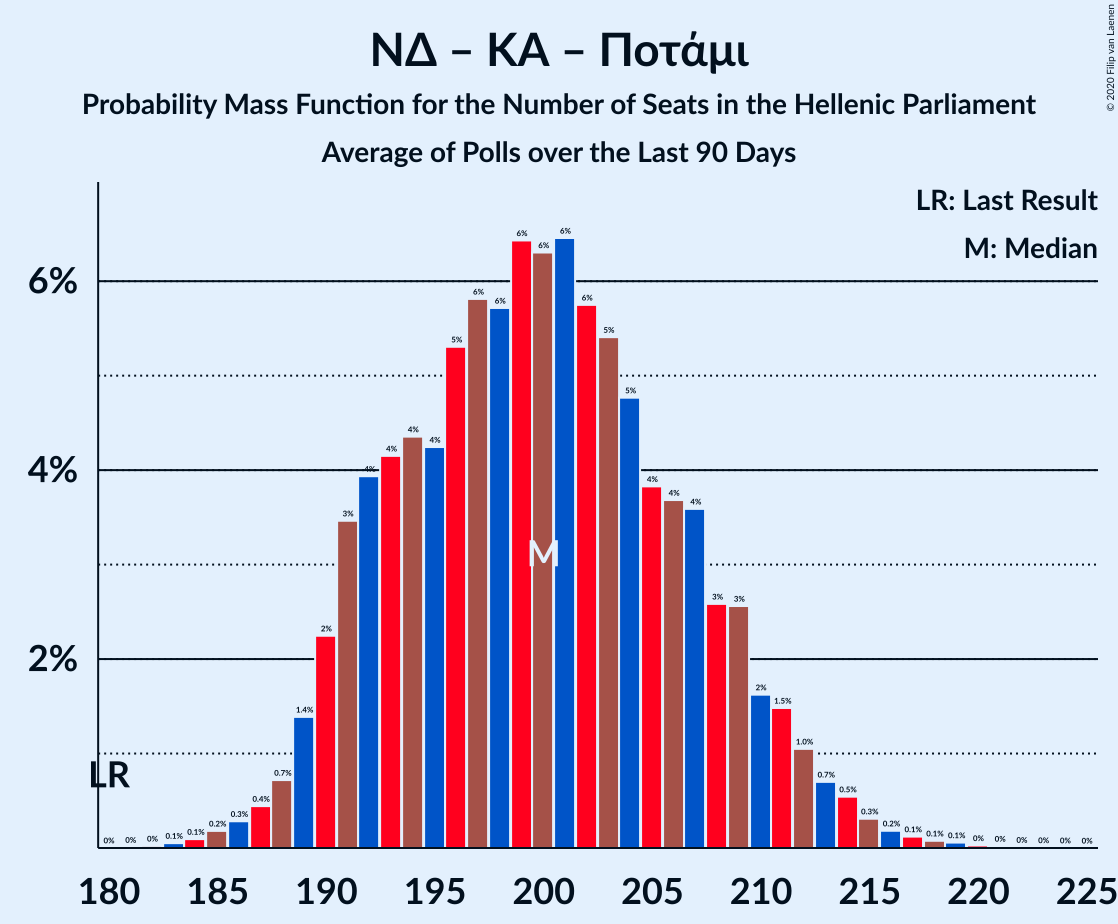 ΝΔ – ΚΑ – Ποτάμι
Probability Mass Function for the Number of Seats in the Hellenic Parliament
Average of Polls over the Last 90 Days
© 2020 Filip van Laenen
LR: Last Result
M: Median
6%
4%
2%
0% 0% 0% 0.1% 0.1% 0.2% 0.3% 0.4% 0.7% 1.4% 2% 3% 4% 4% 4% 4% 5% 6% 6% 6% 6% 6% 6% 5% 5% 4% 4% 4% 3% 3% 2% 1.5% 1.0% 0.7% 0.5% 0.3% 0.2% 0.1% 0.1% 0.1% 0% 0% 0% 0% 0% 0%
M
LR
180 185 190 195 200 205 210 215 220 225